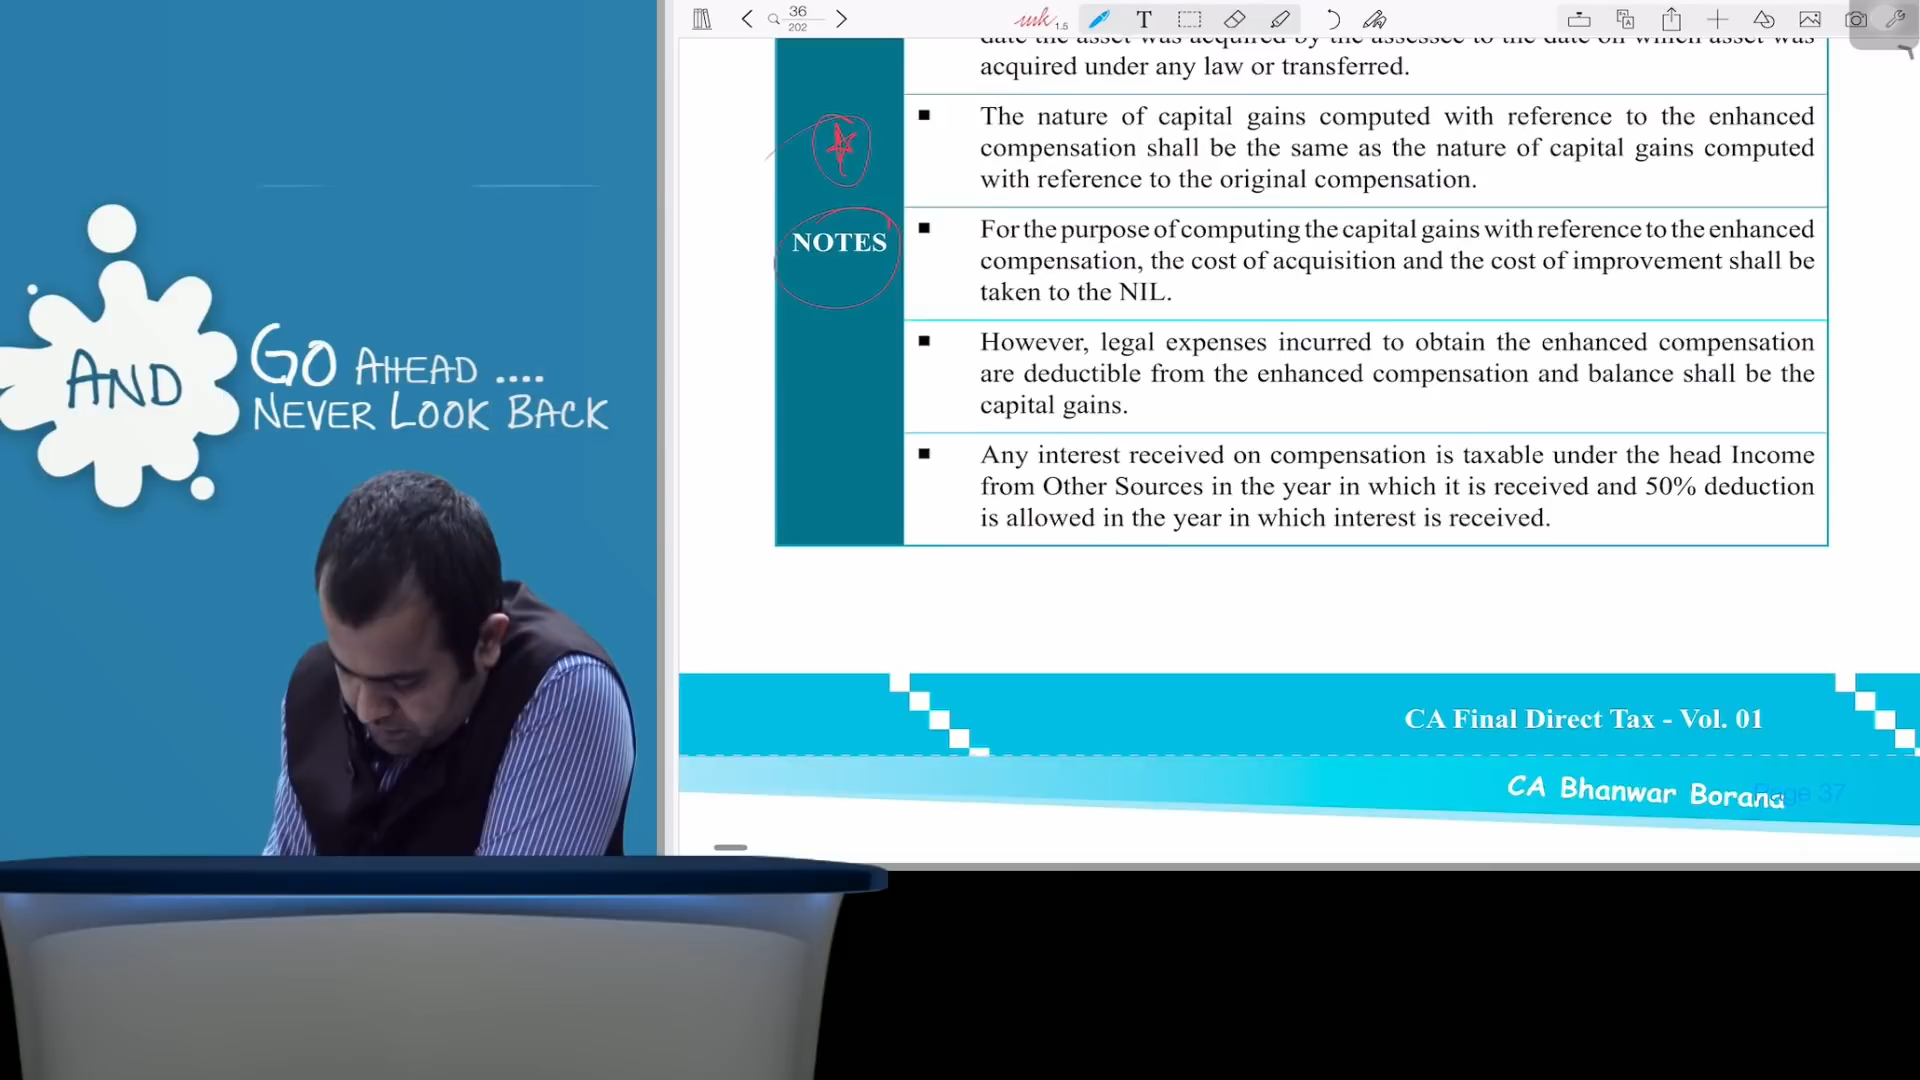 36
202
1.5
T
date the asset was acquired by the assessee to the date on which asset was
acquired under any law or transferred.
■ The nature of capital gains computed with reference to the enhanced
compensation shall be the same as the nature of capital gains computed
with reference to the original compensation.
NOTES
■ For the purpose of computing the capital gains with reference to the enhanced
compensation, the cost of acquisition and the cost of improvement shall be
taken to the NIL.
■ However, legal expenses incurred to obtain the enhanced compensation
are deductible from the enhanced compensation and balance shall be the
capital gains.
■ Any interest received on compensation is taxable under the head Income
from Other Sources in the year in which it is received and 50% deduction
is allowed in the year in which interest is received.
AND
GO AHEAD ....
NEVER LOOK BACK
CA Final Direct Tax - Vol. 01
CA Bhanwar Borana
Page 37